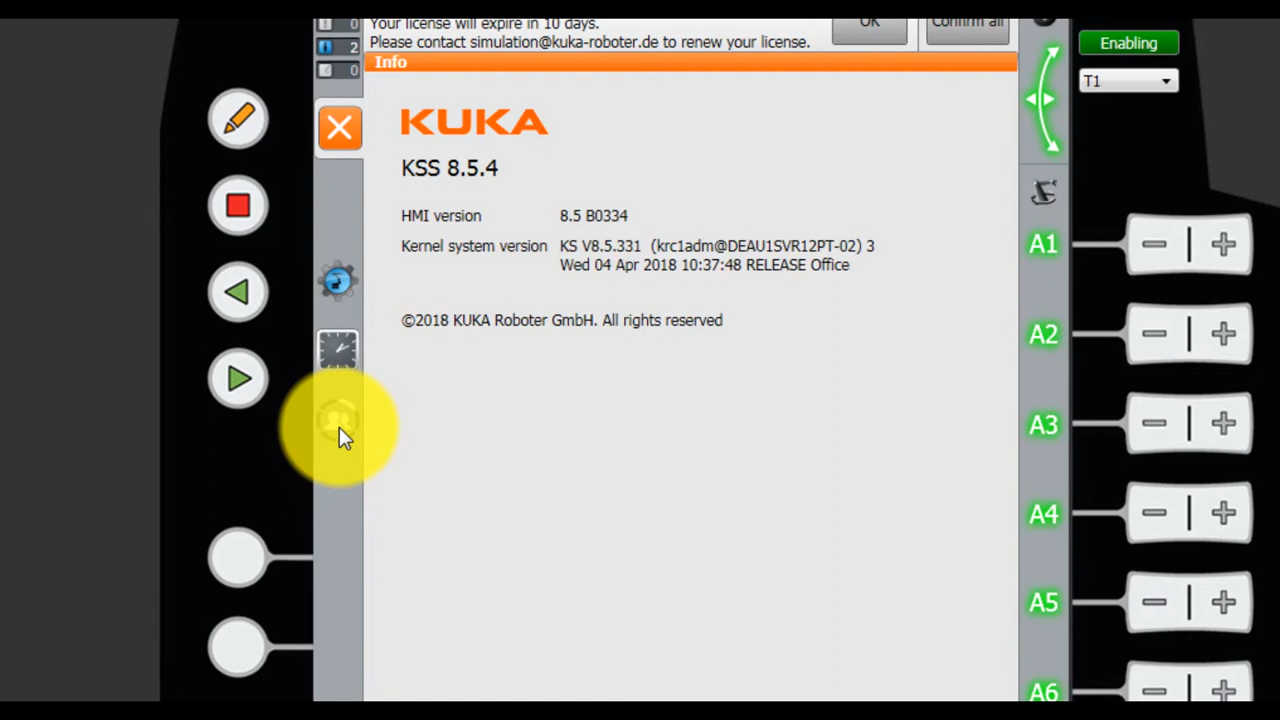 0
Your license will expire in 10 days.
OK
Confirm all
2
Please contact simulation@kuka-roboter.de to renew your license.
0
Info
Enabling
T1
KUKA
KSS 8.5.4
HMI version 8.5 B0334
Kernel system version KS V8.5.331 (krc1adm@DEAU1SVR12PT-02) 3
Wed 04 Apr 2018 10:37:48 RELEASE Office
©2018 KUKA Roboter GmbH. All rights reserved
A1
A2
A3
A4
A5
A6